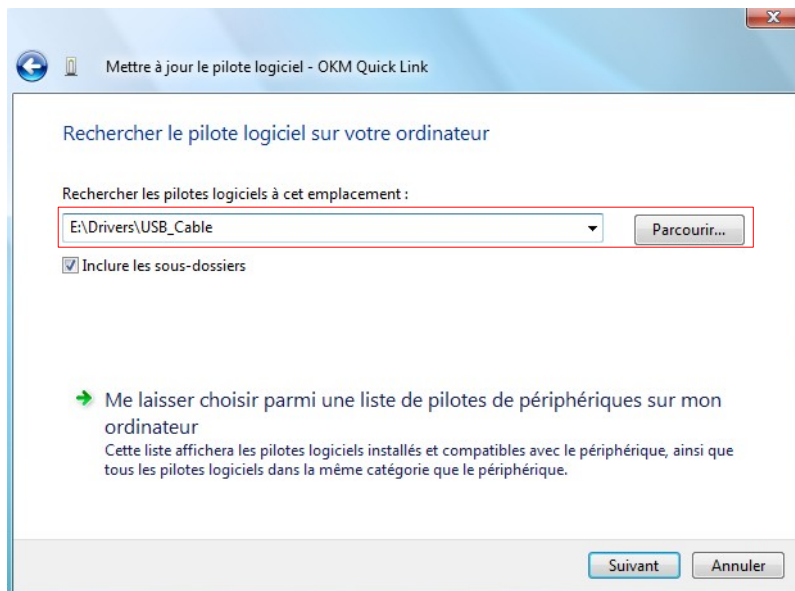 Mettre à jour le pilote logiciel - OKM Quick Link
Rechercher le pilote logiciel sur votre ordinateur
Rechercher les pilotes logiciels à cet emplacement :
E:\Drivers\USB_Cable
Parcourir...
Inclure les sous-dossiers
Me laisser choisir parmi une liste de pilotes de périphériques sur mon
ordinateur
Cette liste affichera les pilotes logiciels installés et compatibles avec le périphérique, ainsi que
tous les pilotes logiciels dans la même catégorie que le périphérique.
Suivant
Annuler